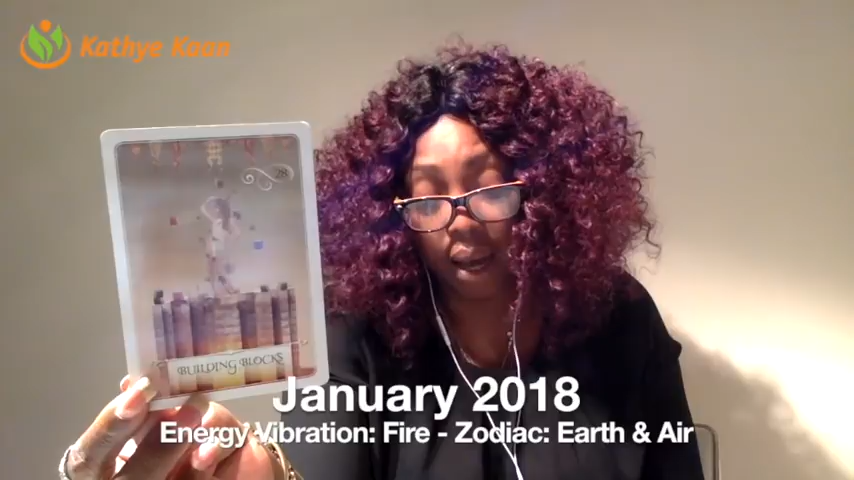 Kathye Kaan
28
BUILDING BLOCKS
January 2018
Energy Vibration: Fire - Zodiac: Earth & Air